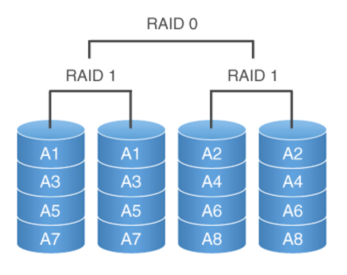 RAID 0
RAID 1 RAID 1
A1 A1 A2 A2
A3 A3 A4 A4
A5 A5 A6 A6
A7 A7 A8 A8